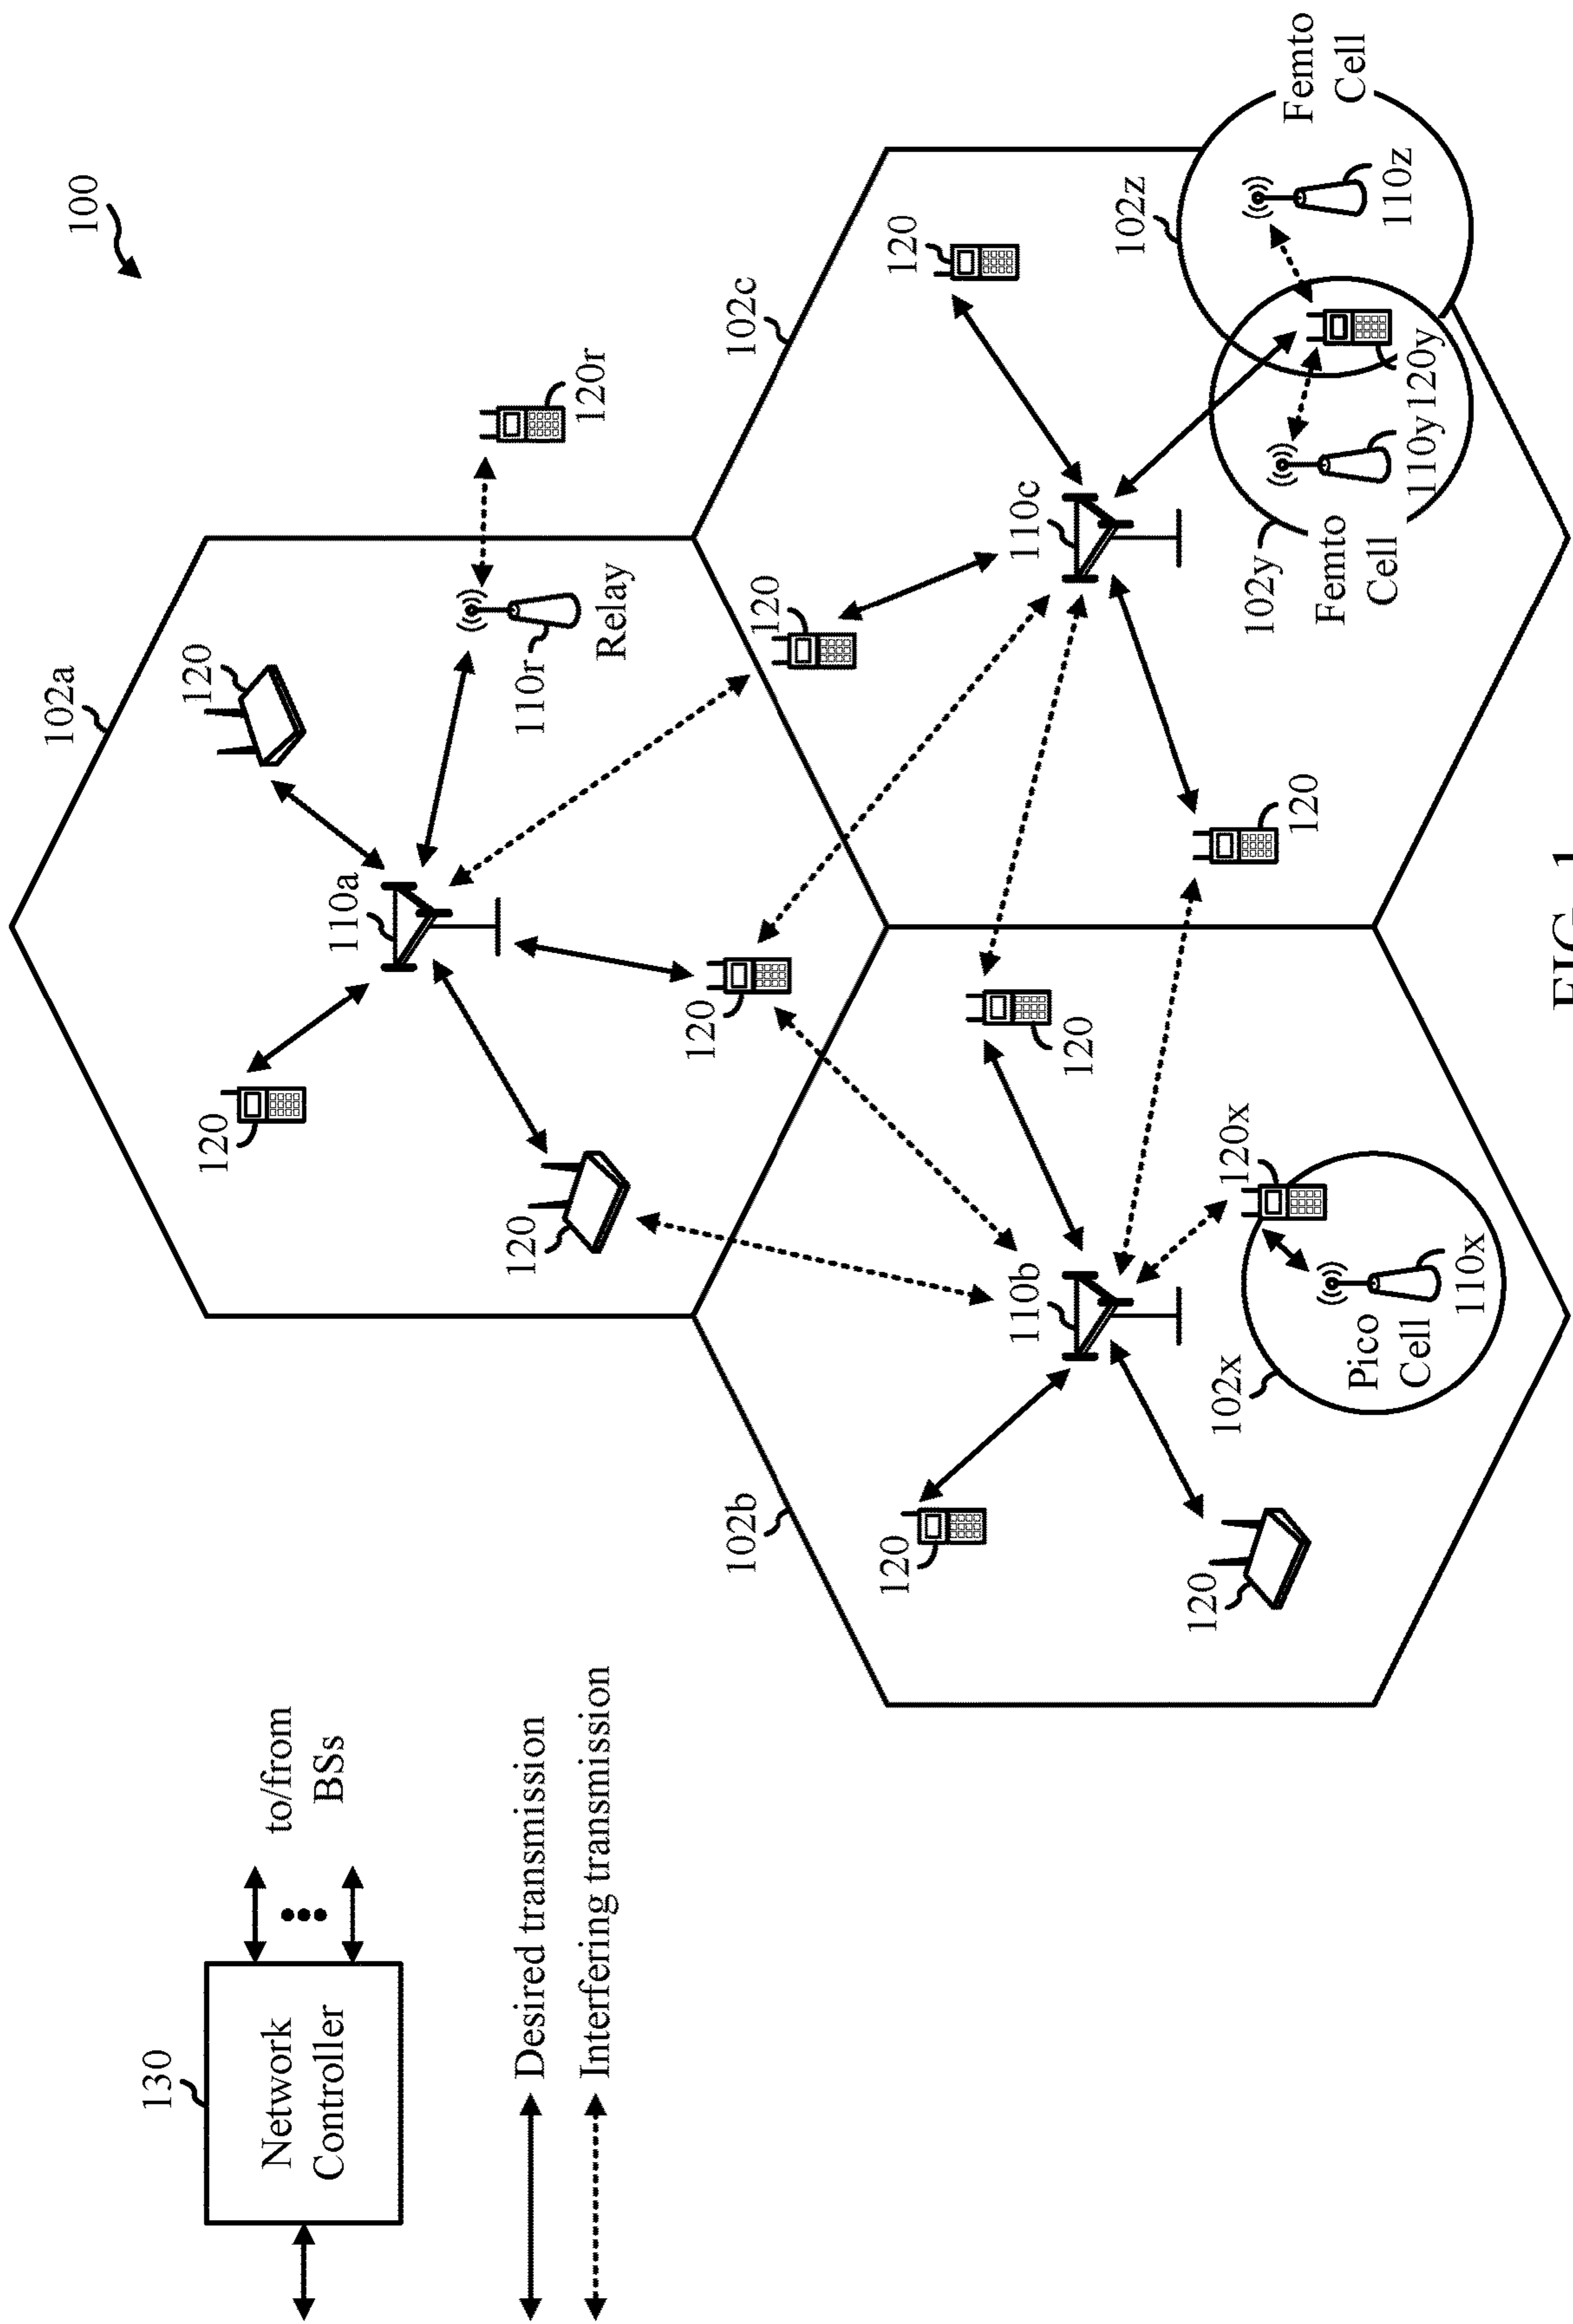 100
130
Network
Controller
to/from
BSs
Desired transmission
Interfering transmission
102a
120
120
110a
120
110r
Relay
120r
120
120
102b
120
110b
120
120
120x
102x
Pico
Cell
110x
102c
120
110c
120
120
102y
Femto
Cell
110y
120y
102z
110z
Femto
Cell